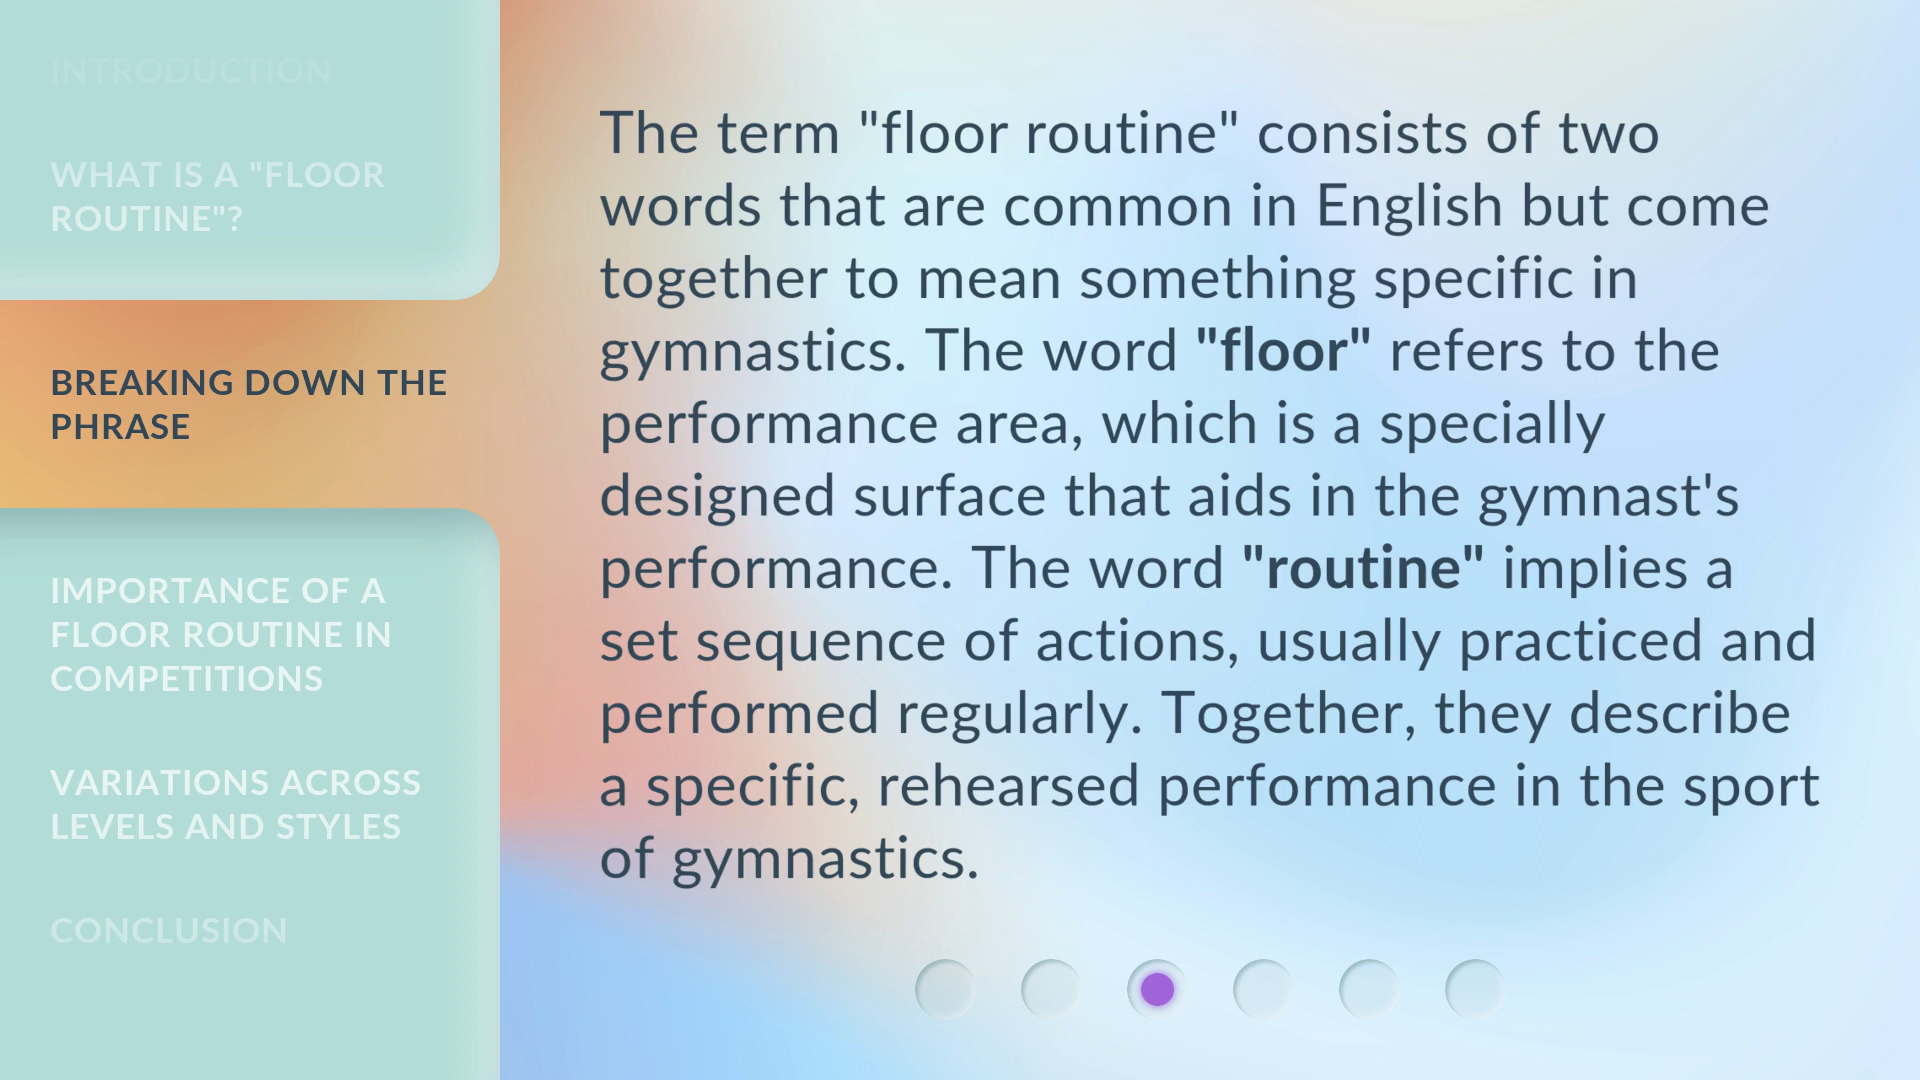 INTRODUCTION
WHAT IS A "FLOOR
ROUTINE"?
BREAKING DOWN THE
PHRASE
IMPORTANCE OF A
FLOOR ROUTINE IN
COMPETITIONS
VARIATIONS ACROSS
LEVELS AND STYLES
CONCLUSION
The term "floor routine" consists of two
words that are common in English but come
together to mean something specific in
gymnastics. The word "floor" refers to the
performance area, which is a specially
designed surface that aids in the gymnast's
performance. The word "routine" implies a
set sequence of actions, usually practiced and
performed regularly. Together, they describe
a specific, rehearsed performance in the sport
of gymnastics.